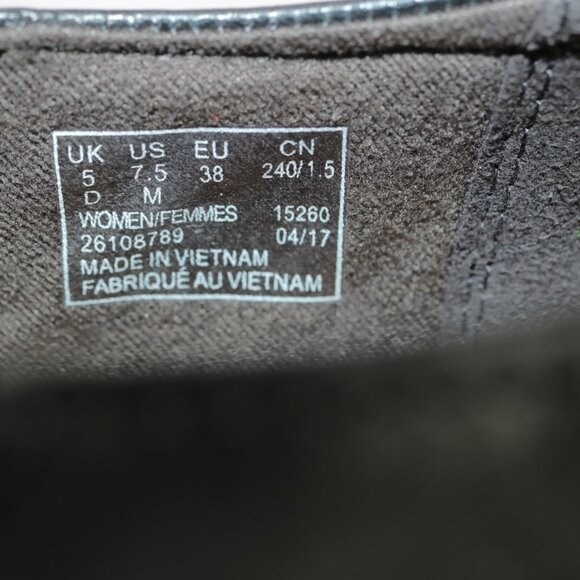 UK US EU CN
5 7.5 38 240/1.5
D M
WOMEN/FEMMES 15260
26108789 04/17
MADE IN VIETNAM
FABRIQUÉ AU VIETNAM